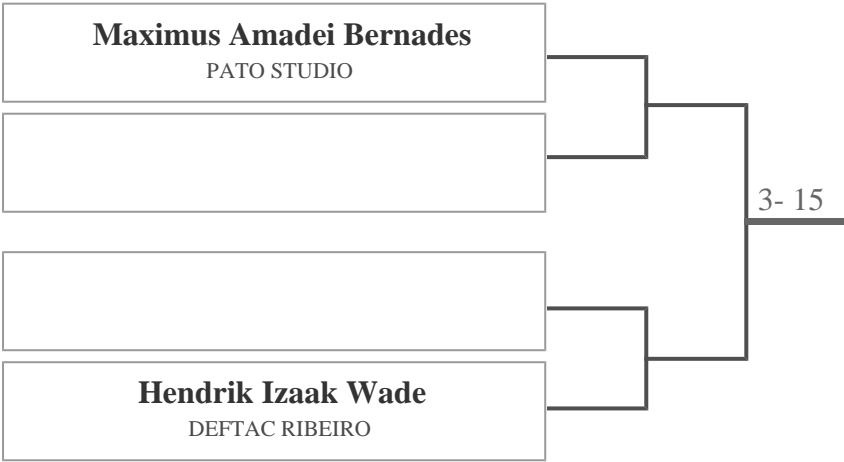 Maximus Amadei Bernades
PATO STUDIO
3- 15
Hendrik Izaak Wade
DEFTAC RIBEIRO